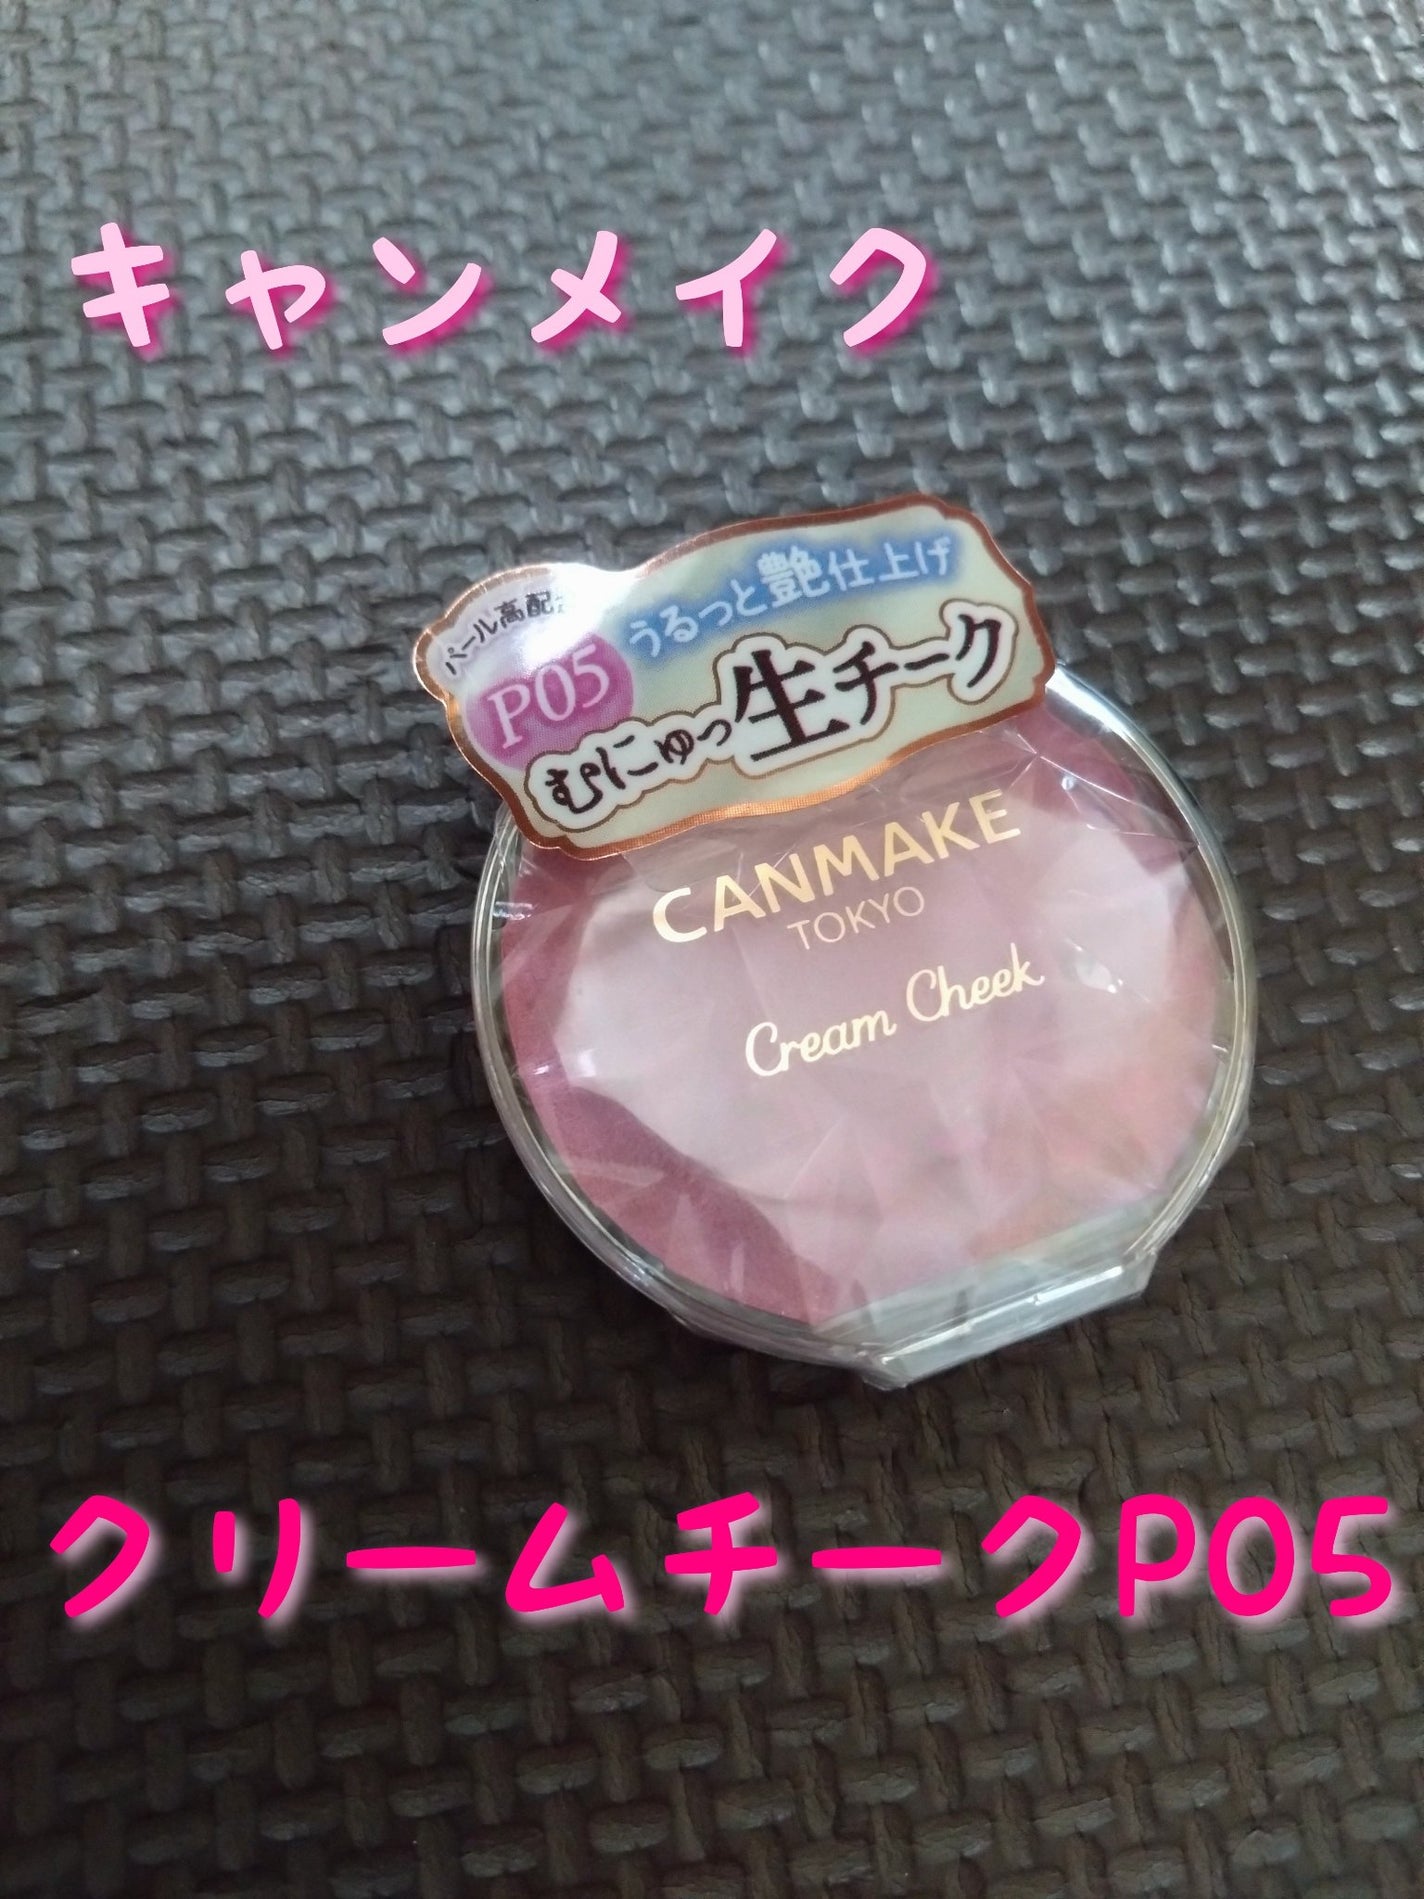 キャンメイク
パール高配
うるっと艶仕上げ
P05
むにゅっ生チーク
CANMAKE
TOKYO
Cream Cheek
クリームチークP05